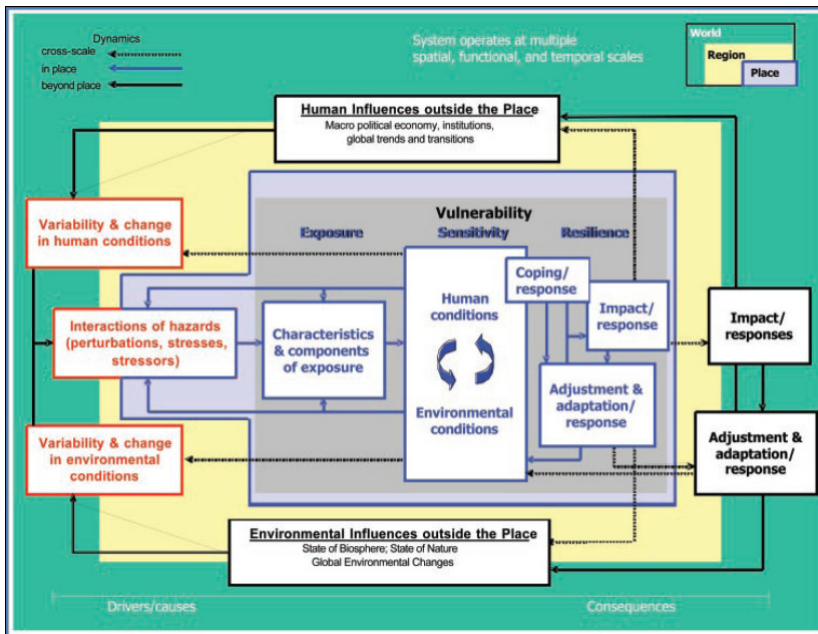 Dynamics
cross-scale
in place
beyond place
System operates at multiple
spatial, functional, and temporal scales
World
Region
Place
Human Influences outside the Place
Macro political economy, institutions,
global trends and transitions
Variability & change
in human conditions
Vulnerability
Exposure
Sensitivity
Resilience
Coping/
response
Human
conditions
Impact/
response
Impact/
responses
Interactions of hazards
(perturbations, stresses,
stressors)
Characteristics
& components
of exposure
Environmental
conditions
Adjustment &
adaptation/
response
Adjustment &
adaptation/
response
Variability & change
in environmental
conditions
Environmental Influences outside the Place
State of Biosphere; State of Nature
Global Environmental Changes
Drivers/causes
Consequences